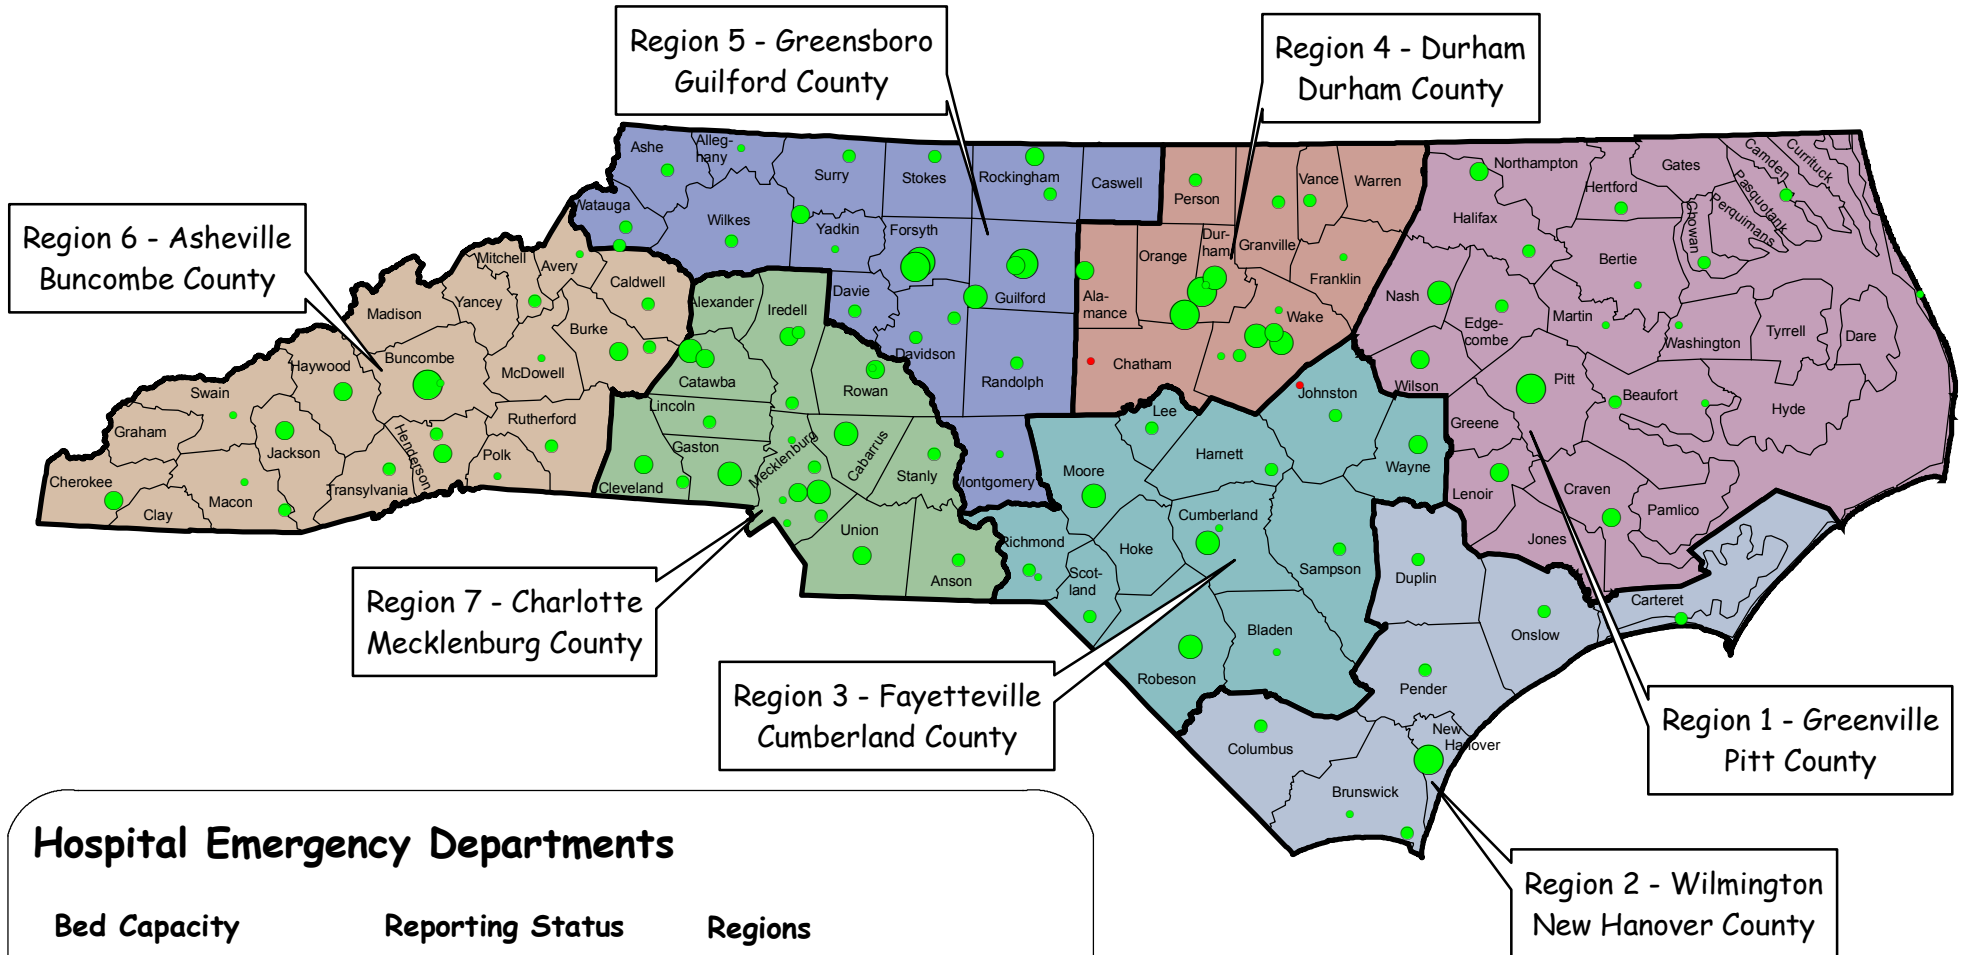 Region 5 - Greensboro
Guilford County
Region 4 - Durham
Durham County
Region 6 - Asheville
Buncombe County
Region 7 - Charlotte
Mecklenburg County
Region 3 - Fayetteville
Cumberland County
Region 1 - Greenville
Pitt County
Region 2 - Wilmington
New Hanover County
Ashe
Alleg-
hany
Surry
Stokes
Rockingham
Caswell
Watauga
Wilkes
Yadkin
Forsyth
Guilford
Davie
Davidson
Randolph
Montgomery
Person
Granville
Vance
Warren
Orange
Dur-
ham
Franklin
Ala-
mance
Wake
Chatham
Northampton
Hertford
Gates
Camden
Currituck
Pasquotank
Perquimans
Chowan
Halifax
Bertie
Nash
Edge-
combe
Martin
Washington
Tyrrell
Dare
Wilson
Pitt
Beaufort
Hyde
Greene
Lenoir
Craven
Pamlico
Jones
Mitchell
Avery
Caldwell
Madison
Yancey
Burke
Haywood
Buncombe
McDowell
Swain
Graham
Jackson
Henderson
Polk
Rutherford
Cherokee
Clay
Macon
Transylvania
Alexander
Iredell
Catawba
Rowan
Lincoln
Gaston
Cleveland
Mecklenburg
Cabarrus
Stanly
Union
Anson
Lee
Johnston
Harnett
Wayne
Moore
Cumberland
Richmond
Hoke
Scot-
land
Sampson
Robeson
Bladen
Duplin
Onslow
Carteret
Pender
New
Hanover
Columbus
Brunswick
Hospital Emergency Departments
Bed Capacity
Reporting Status
Regions